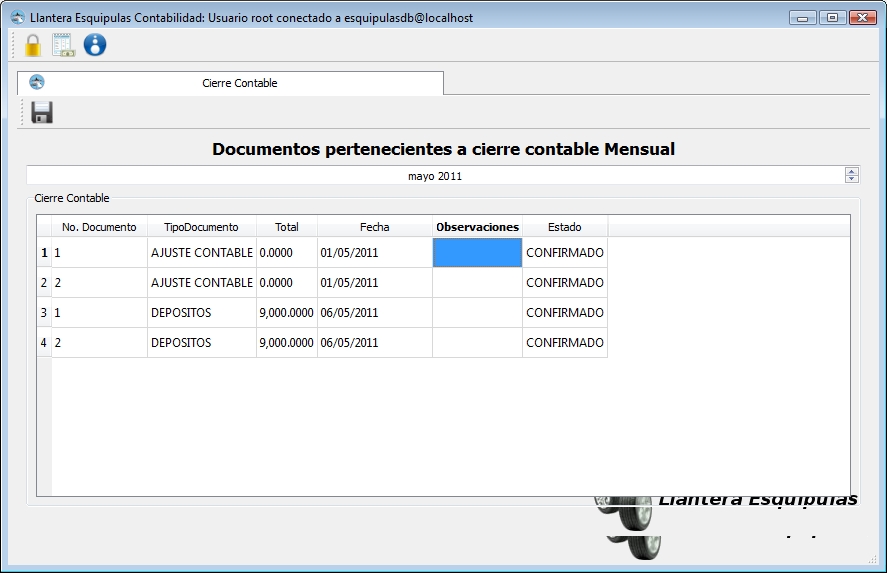 Llantera Esquipulas Contabilidad: Usuario root conectado a esquipulasdb@localhost
Cierre Contable
Documentos pertenecientes a cierre contable Mensual
mayo 2011
Cierre Contable
No. Documento TipoDocumento Total Fecha Observaciones Estado
1 1 AJUSTE CONTABLE 0.0000 01/05/2011 CONFIRMADO
2 2 AJUSTE CONTABLE 0.0000 01/05/2011 CONFIRMADO
3 1 DEPOSITOS 9,000.0000 06/05/2011 CONFIRMADO
4 2 DEPOSITOS 9,000.0000 06/05/2011 CONFIRMADO
Llantera Esquipulas